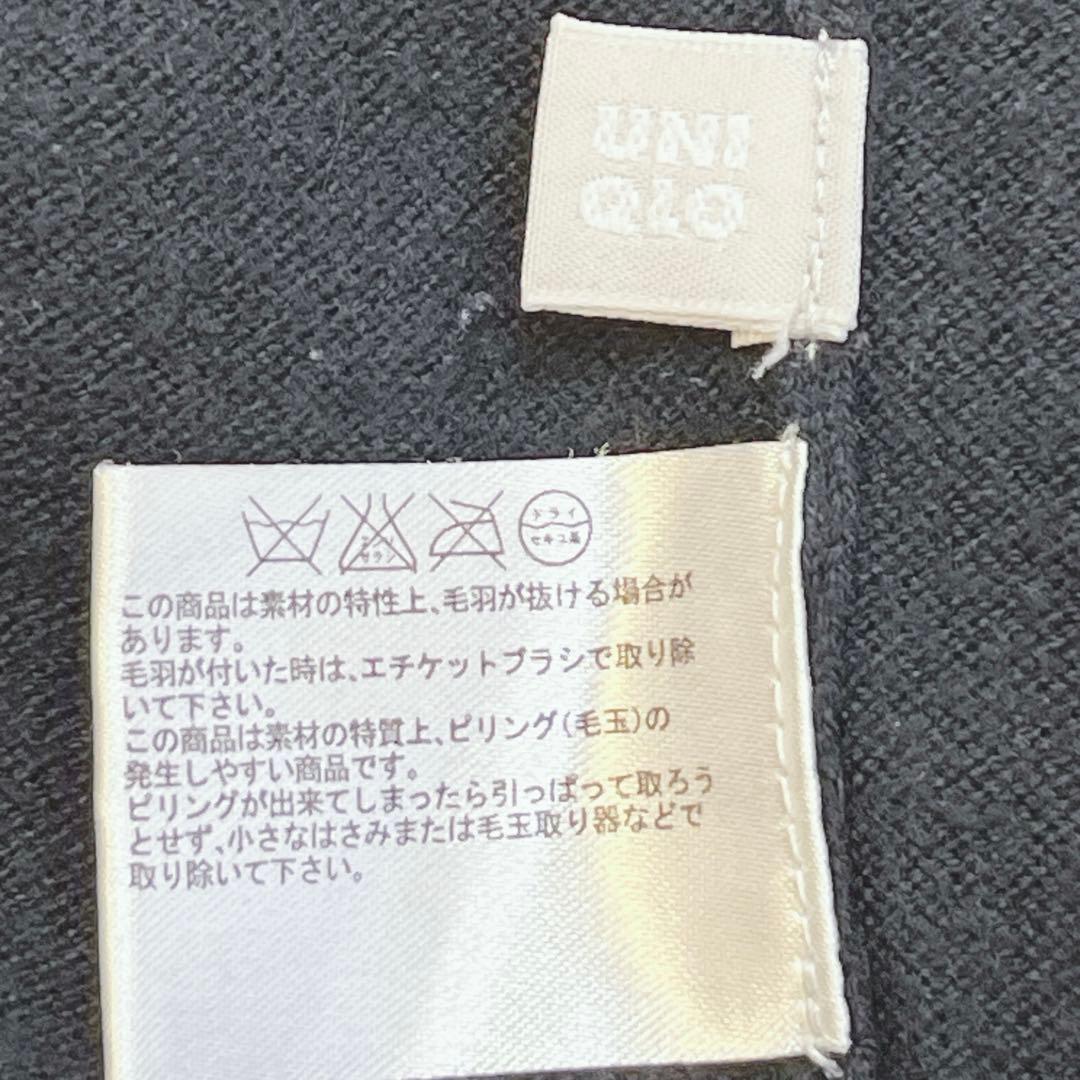 UNI
QLO
エンソ
サラシ
ドライ
セキユ系
この商品は素材の特性上、毛羽が抜ける場合が
あります。
毛羽が付いた時は、エチケットブラシで取り除
いて下さい。
この商品は素材の特質上、ピリング(毛玉)の
発生しやすい商品です。
ピリングが出来てしまったら引っぱって取ろう
とせず、小さなはさみまたは毛玉取り器などで
取り除いて下さい。